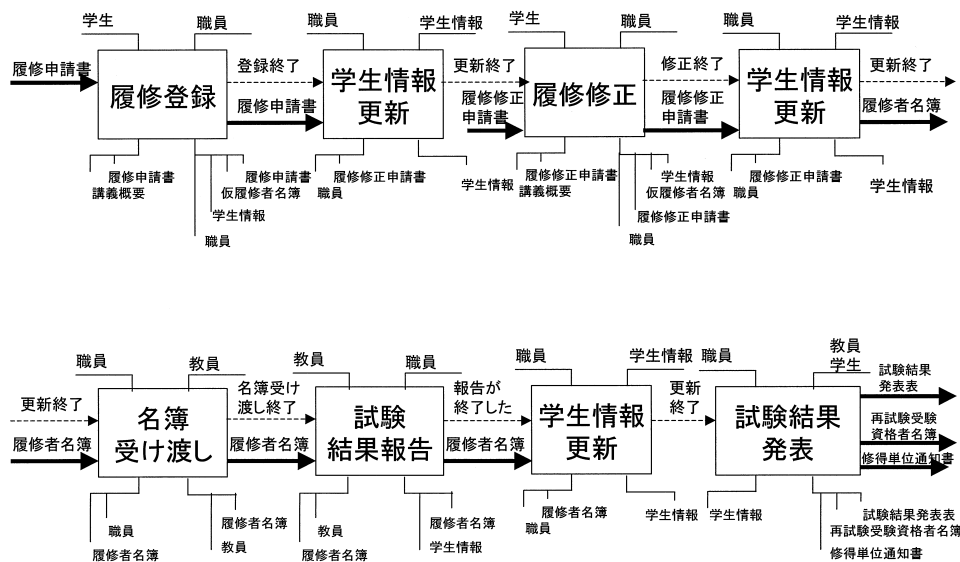 学生
職員
職員
学生情報
学生
職員
職員
学生情報
履修申請書
履修登録
登録終了
履修申請書
学生情報
更新
更新終了
履修修正
申請書
履修修正
修正終了
履修修正
申請書
学生情報
更新
更新終了
履修者名簿
履修申請書
講義概要
履修申請書
仮履修者名簿
学生情報
職員
履修修正申請書
職員
学生情報
履修修正申請書
講義概要
学生情報
仮履修者名簿
履修修正申請書
職員
履修修正申請書
職員
学生情報
職員
教員
教員
職員
職員
学生情報
職員
教員
学生
更新終了
履修者名簿
名簿
受け渡し
名簿受け
渡し終了
履修者名簿
試験
結果報告
報告が
終了した
履修者名簿
学生情報
更新
更新
終了
試験結果
発表
試験結果
発表表
再試験受験
資格者名簿
修得単位通知書
職員
履修者名簿
履修者名簿
教員
教員
履修者名簿
履修者名簿
学生情報
履修者名簿
職員
学生情報
学生情報
試験結果発表表
再試験受験資格者名簿
修得単位通知書